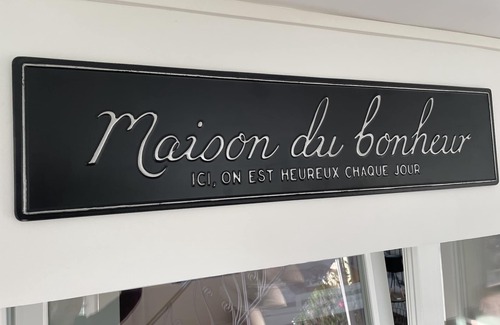 Maison du bonheur
ICI, ON EST HEUREUX CHAQUE JOUR